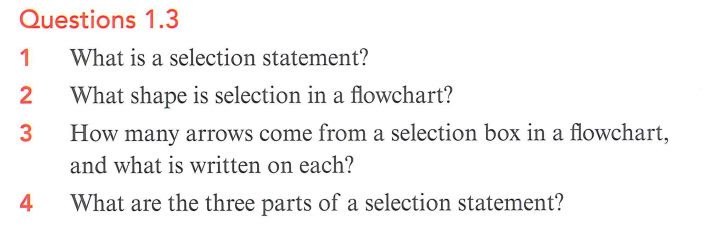 Questions 1.3
1 What is a selection statement?
2 What shape is selection in a flowchart?
3 How many arrows come from a selection box in a flowchart,
and what is written on each?
4 What are the three parts of a selection statement?